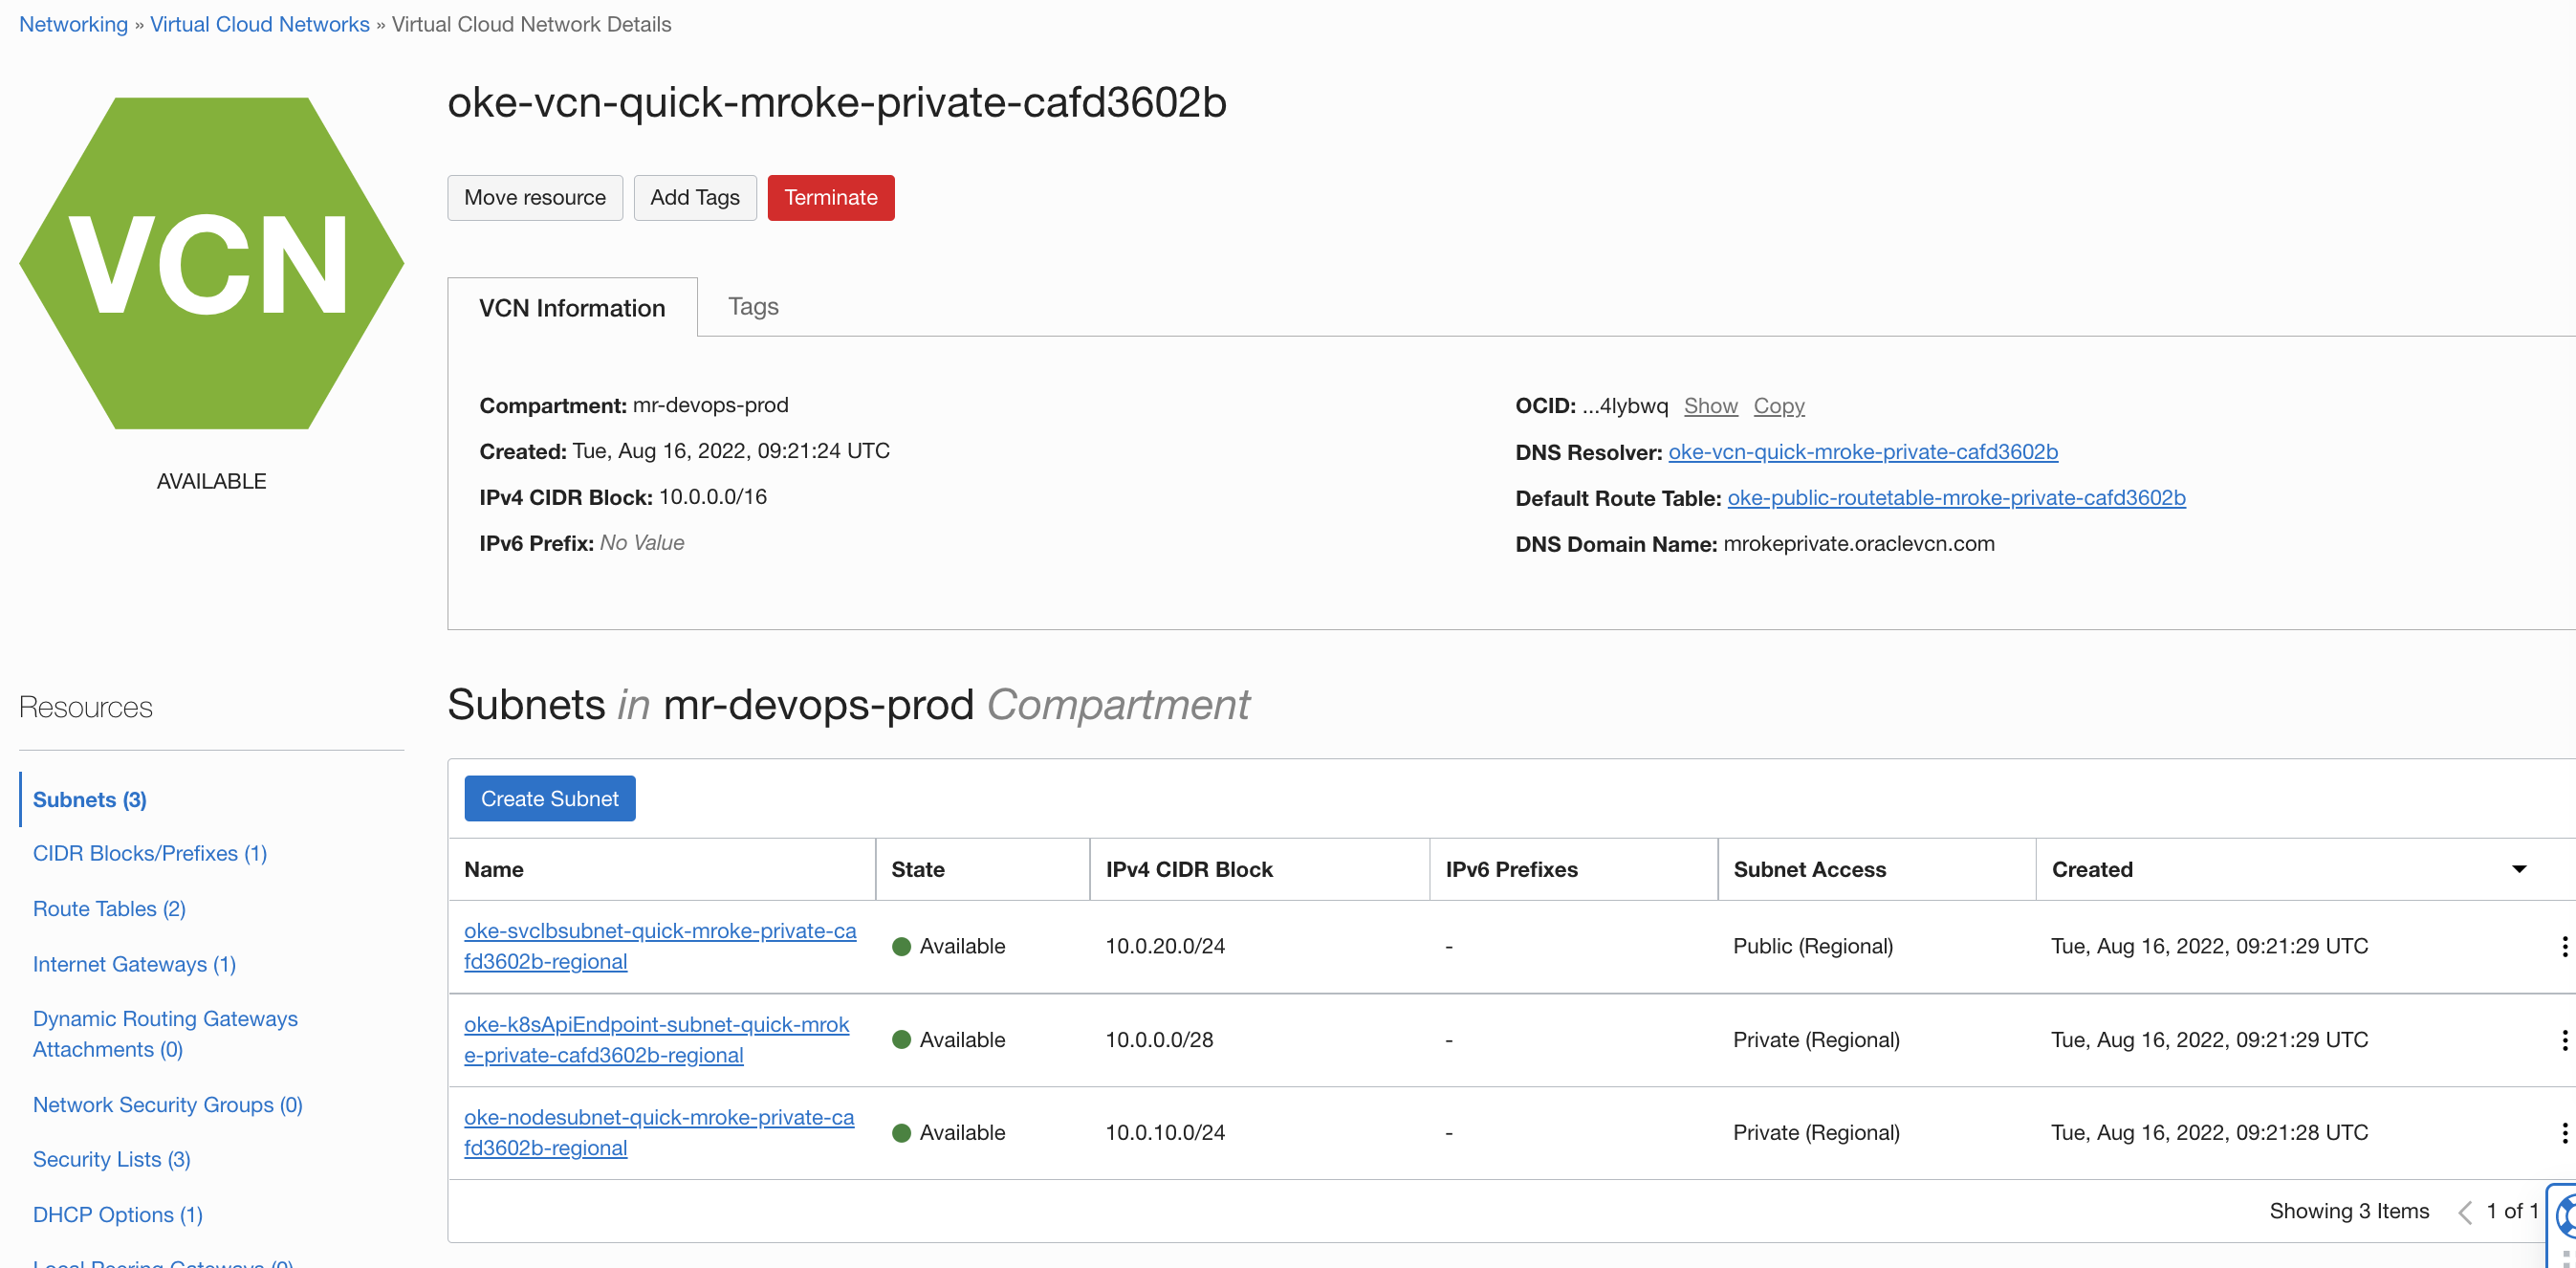 Networking » Virtual Cloud Networks » Virtual Cloud Network Details
VCN
AVAILABLE
oke-vcn-quick-mroke-private-cafd3602b
Move resource Add Tags Terminate
VCN Information Tags
Compartment: mr-devops-prod
Created: Tue, Aug 16, 2022, 09:21:24 UTC
IPv4 CIDR Block: 10.0.0.0/16
IPv6 Prefix: No Value
OCID: ...4lybwq Show Copy
DNS Resolver: oke-vcn-quick-mroke-private-cafd3602b
Default Route Table: oke-public-routetable-mroke-private-cafd3602b
DNS Domain Name: mrokeprivate.oraclevcn.com
Resources
Subnets (3)
CIDR Blocks/Prefixes (1)
Route Tables (2)
Internet Gateways (1)
Dynamic Routing Gateways
Attachments (0)
Network Security Groups (0)
Security Lists (3)
DHCP Options (1)
Local Peering Gateways (0)
Subnets in mr-devops-prod Compartment
Create Subnet
Name State IPv4 CIDR Block IPv6 Prefixes Subnet Access Created
oke-svclbsubnet-quick-mroke-private-ca
fd3602b-regional
Available 10.0.20.0/24 - Public (Regional) Tue, Aug 16, 2022, 09:21:29 UTC
oke-k8sApiEndpoint-subnet-quick-mrok
e-private-cafd3602b-regional
Available 10.0.0.0/28 - Private (Regional) Tue, Aug 16, 2022, 09:21:29 UTC
oke-nodesubnet-quick-mroke-private-ca
fd3602b-regional
Available 10.0.10.0/24 - Private (Regional) Tue, Aug 16, 2022, 09:21:28 UTC
Showing 3 Items 1 of 1